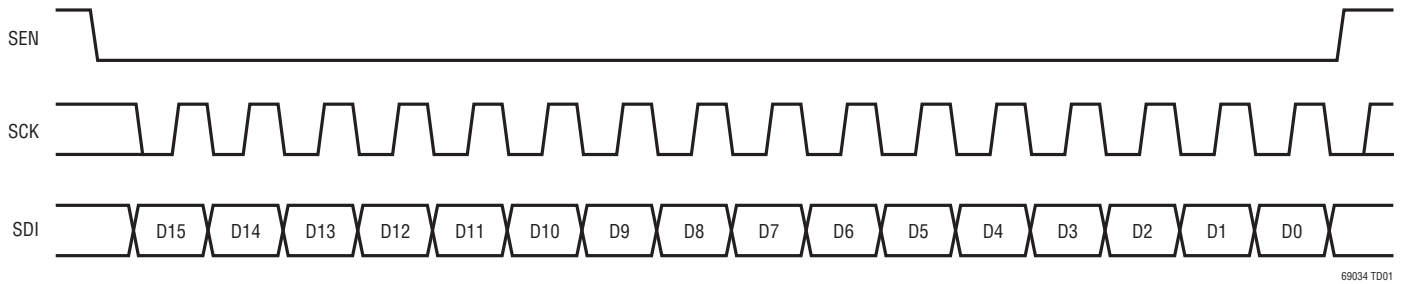 SEN
SCK
SDI D15 D14 D13 D12 D11 D10 D9 D8 D7 D6 D5 D4 D3 D2 D1 D0
69034 TD01